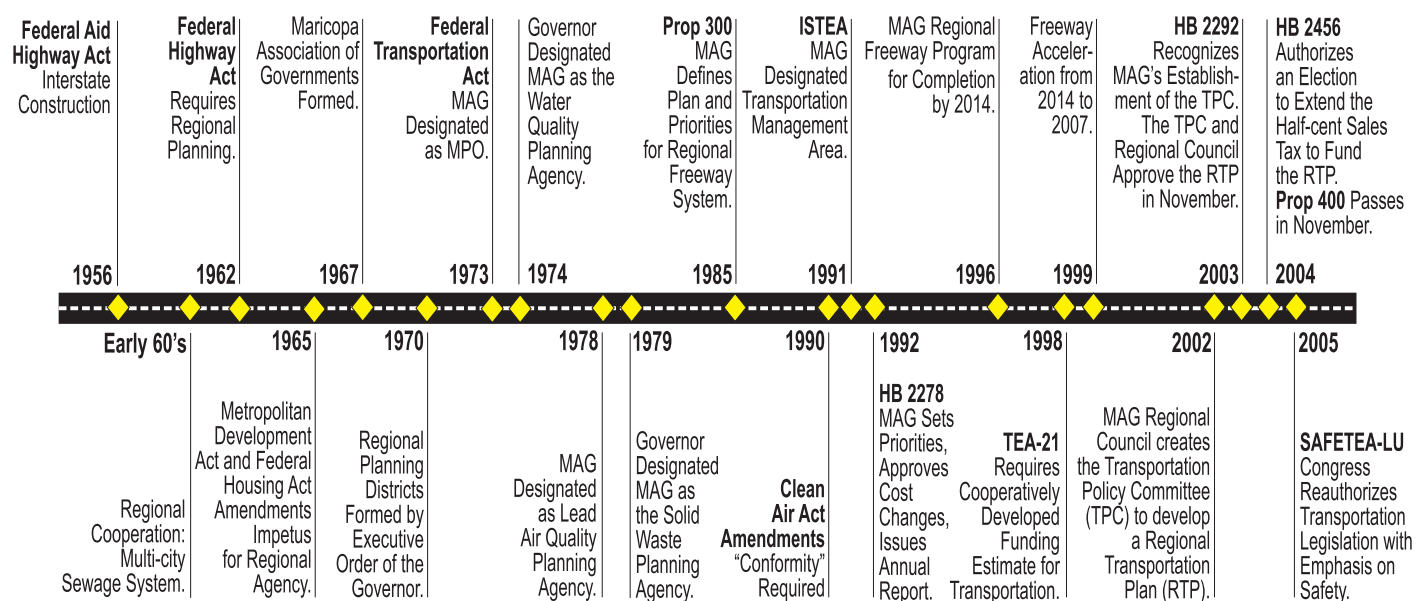 Federal Aid
Highway Act
Interstate
Construction
1956
Federal
Highway
Act
Requires
Regional
Planning.
1962
Maricopa
Association of
Governments
Formed.
1967
Federal
Transportation
Act
MAG
Designated
as MPO.
1973
Governor
Designated
MAG as the
Water
Quality
Planning
Agency.
1974
Prop 300
MAG
Defines
Plan and
Priorities
for Regional
Freeway
System.
1985
ISTEA
MAG
Designated
Transportation
Management
Area.
1991
MAG Regional
Freeway Program
for Completion
by 2014.
1996
Freeway
Acceler-
ation from
2014 to
2007.
1999
HB 2292
Recognizes
MAG's Establish-
ment of the TPC.
The TPC and
Regional Council
Approve the RTP
in November.
2003
HB 2456
Authorizes
an Election
to Extend the
Half-cent Sales
Tax to Fund
the RTP.
Prop 400 Passes
in November.
2004
Early 60's
Regional
Cooperation:
Multi-city
Sewage System.
1965
Metropolitan
Development
Act and Federal
Housing Act
Amendments
Impetus
for Regional
Agency.
1970
Regional
Planning
Districts
Formed by
Executive
Order of the
Governor.
1978
MAG
Designated
as Lead
Air Quality
Planning
Agency.
1979
Governor
Designated
MAG as
the Solid
Waste
Planning
Agency.
1990
Clean
Air Act
Amendments
“Conformity”
Required
1992
HB 2278
MAG Sets
Priorities,
Approves
Cost
Changes,
Issues
Annual
Report.
1998
TEA-21
Requires
Cooperatively
Developed
Funding
Estimate for
Transportation.
2002
MAG Regional
Council creates
the Transportation
Policy Committee
(TPC) to develop
a Regional
Transportation
Plan (RTP).
2005
SAFETEA-LU
Congress
Reauthorizes
Transportation
Legislation with
Emphasis on
Safety.